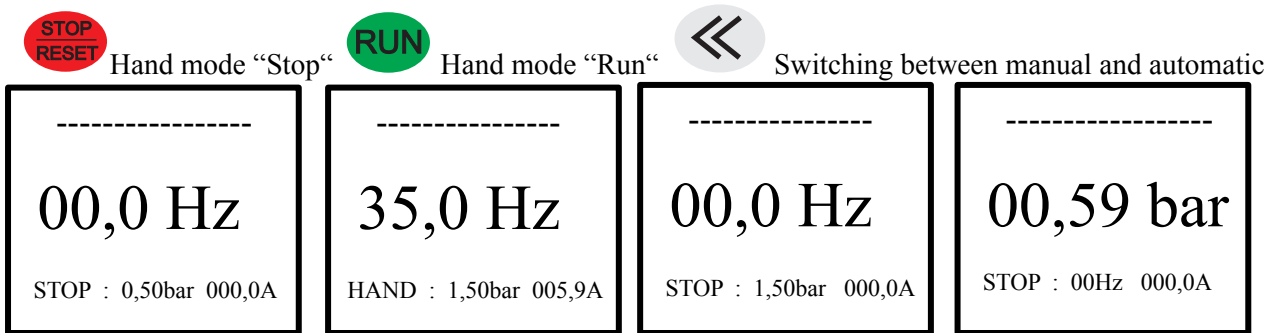 STOP
RESET
Hand mode “Stop“
RUN
Hand mode “Run“
Switching between manual and automatic
-----------------
00,0 Hz
STOP : 0,50bar 000,0A
----------------
35,0 Hz
HAND : 1,50bar 005,9A
----------------
00,0 Hz
STOP : 1,50bar 000,0A
------------------
00,59 bar
STOP : 00Hz 000,0A